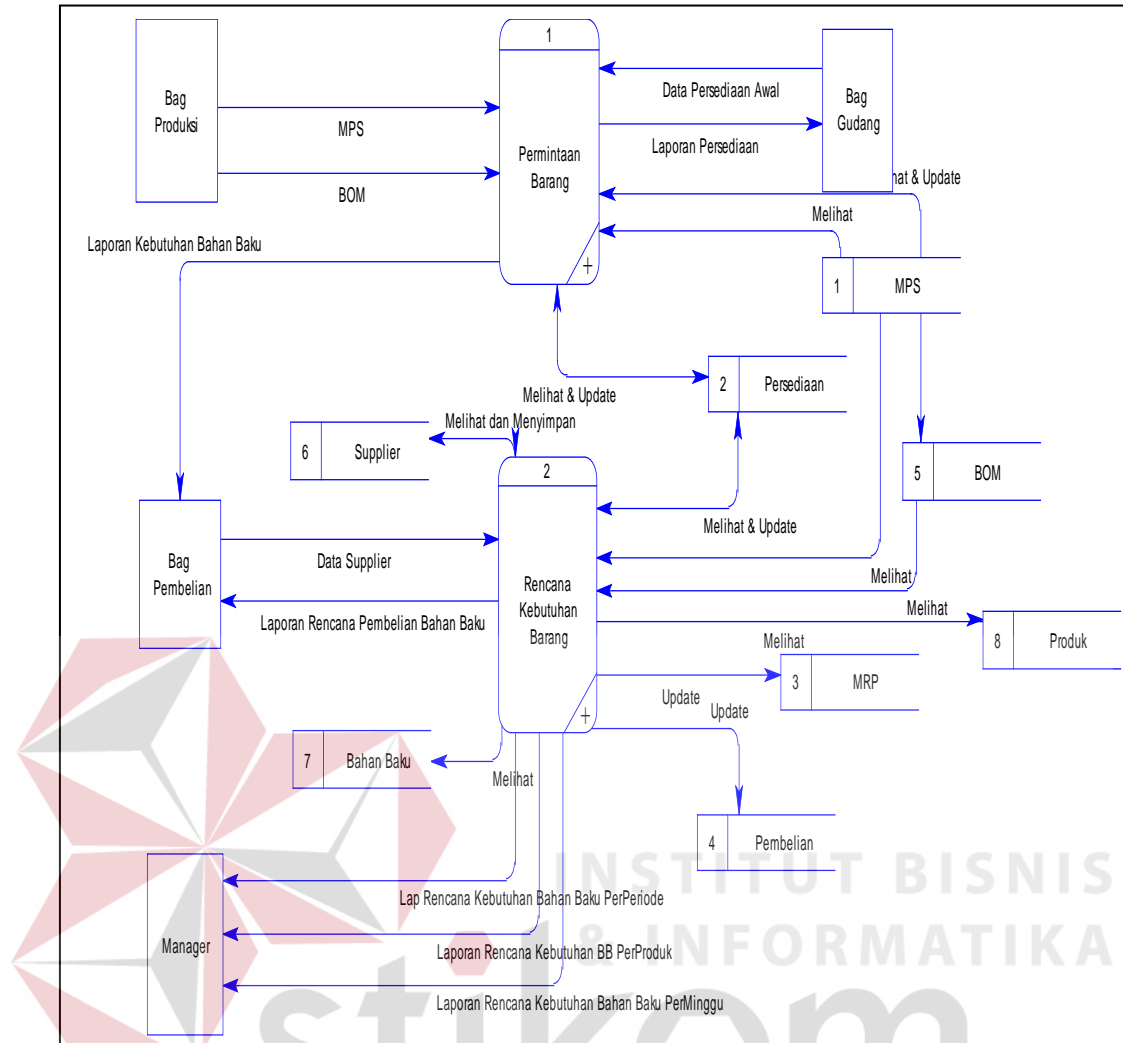 1
Bag
Produksi
MPS
BOM
Permintaan
Barang
+
Data Persediaan Awal
Laporan Persediaan
Bag
Gudang
& Update
Melihat
Laporan Kebutuhan Bahan Baku
1 MPS
2 Persediaan
Melihat & Update
Melihat dan Menyimpan
6 Supplier
5 BOM
2
Rencana
Kebutuhan
Barang
+
Melihat & Update
Bag
Pembelian
Data Supplier
Laporan Rencana Pembelian Bahan Baku
Melihat
Melihat
8 Produk
Melihat
3 MRP
Update
Update
7 Bahan Baku
Melihat
4 Pembelian
Manager
Lap Rencana Kebutuhan Bahan Baku PerPeriode
Laporan Rencana Kebutuhan BB PerProduk
Laporan Rencana Kebutuhan Bahan Baku PerMinggu
INSTITUT BISNIS
& INFORMATIKA
stikom